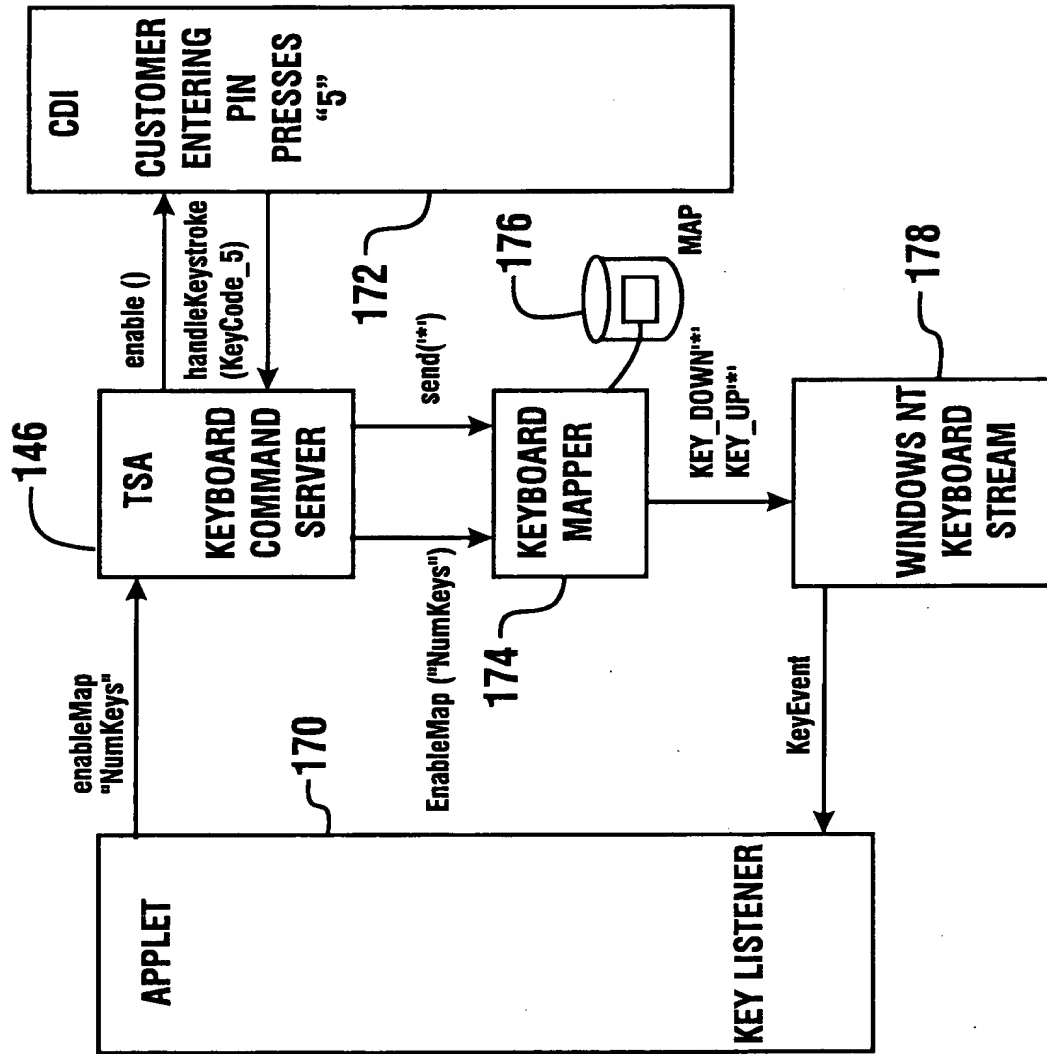 APPLET
KEY LISTENER
170
enableMap
"NumKeys"
146
TSA
KEYBOARD
COMMAND
SERVER
enable ()
handleKeystroke
(KeyCode_5)
CDI
CUSTOMER
ENTERING
PIN
PRESSES
"5"
172
EnableMap ("NumKeys")
send('*')
174
KEYBOARD
MAPPER
176
MAP
KEY_DOWN'*'
KEY_UP'*'
KeyEvent
WINDOWS NT
KEYBOARD
STREAM
178